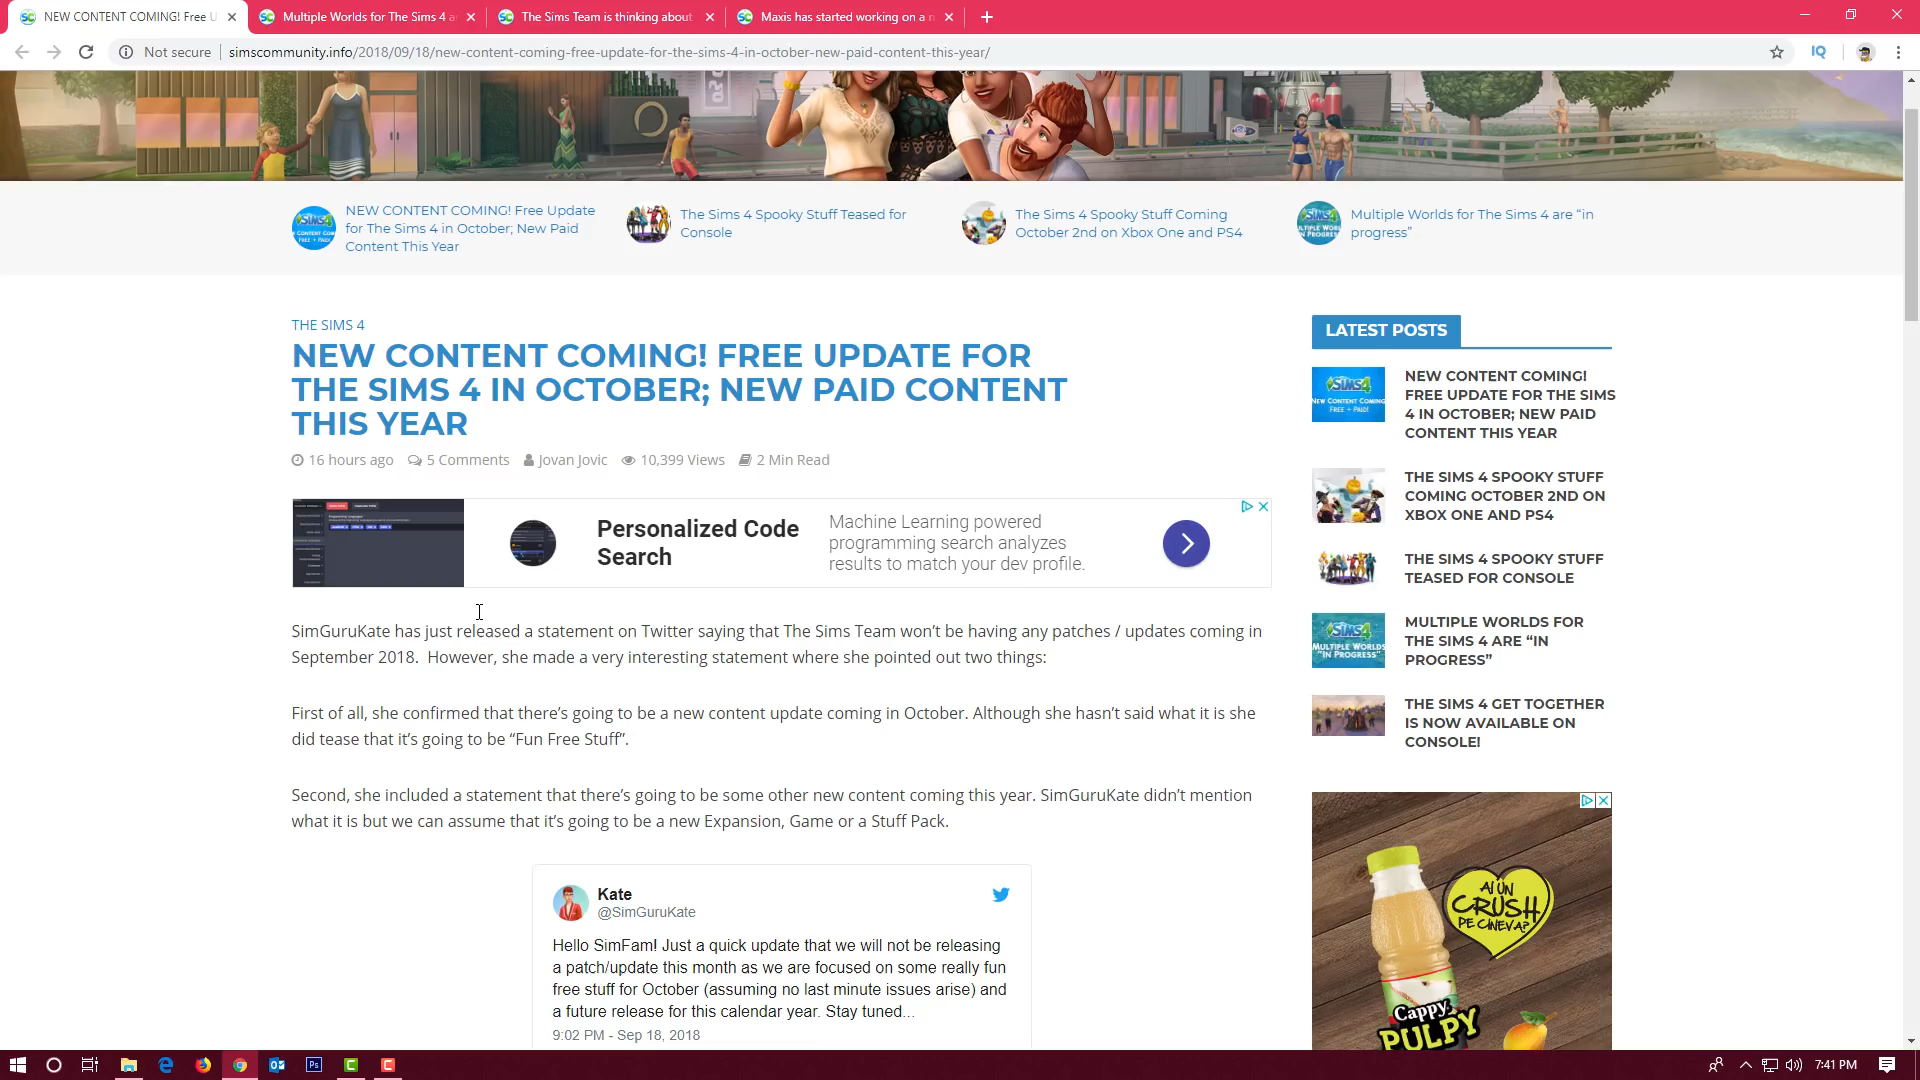 NEW CONTENT COMING! Free U
Multiple Worlds for The Sims 4 a
The Sims Team is thinking about
Maxis has started working on a n
Not secure
simscommunity.info/2018/09/18/new-content-coming-free-update-for-the-sims-4-in-october-new-paid-content-this-year/
IQ
NEW CONTENT COMING! Free Update
for The Sims 4 in October; New Paid
Content This Year
The Sims 4 Spooky Stuff Teased for
Console
The Sims 4 Spooky Stuff Coming
October 2nd on Xbox One and PS4
Multiple Worlds for The Sims 4 are “in
progress”
THE SIMS 4
NEW CONTENT COMING! FREE UPDATE FOR
THE SIMS 4 IN OCTOBER; NEW PAID CONTENT
THIS YEAR
16 hours ago 5 Comments Jovan Jovic 10,399 Views 2 Min Read
Personalized Code
Search
Machine Learning powered
programming search analyzes
results to match your dev profile.
SimGuruKate has just released a statement on Twitter saying that The Sims Team won’t be having any patches / updates coming in
September 2018.  However, she made a very interesting statement where she pointed out two things:
First of all, she confirmed that there’s going to be a new content update coming in October. Although she hasn’t said what it is she
did tease that it’s going to be “Fun Free Stuff”.
Second, she included a statement that there’s going to be some other new content coming this year. SimGuruKate didn’t mention
what it is but we can assume that it’s going to be a new Expansion, Game or a Stuff Pack.
Kate
@SimGuruKate
Hello SimFam! Just a quick update that we will not be releasing
a patch/update this month as we are focused on some really fun
free stuff for October (assuming no last minute issues arise) and
a future release for this calendar year. Stay tuned...
9:02 PM - Sep 18, 2018
LATEST POSTS
NEW CONTENT COMING!
FREE UPDATE FOR THE SIMS
4 IN OCTOBER; NEW PAID
CONTENT THIS YEAR
THE SIMS 4 SPOOKY STUFF
COMING OCTOBER 2ND ON
XBOX ONE AND PS4
THE SIMS 4 SPOOKY STUFF
TEASED FOR CONSOLE
MULTIPLE WORLDS FOR
THE SIMS 4 ARE “IN
PROGRESS”
THE SIMS 4 GET TOGETHER
IS NOW AVAILABLE ON
CONSOLE!
AI UN
CRUSH
PE CINEVA?
Cappy
PULPY
7:41 PM